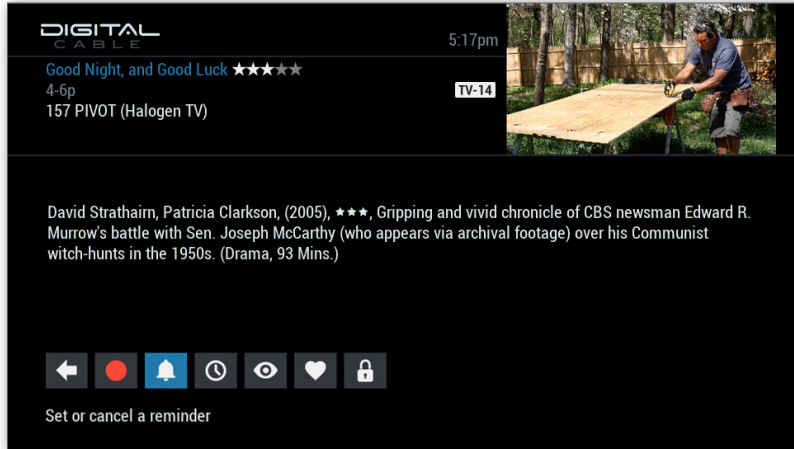 DIGITAL
CABLE
5:17pm
Good Night, and Good Luck ★★★★★
4-6p
TV-14
157 PIVOT (Halogen TV)
David Strathairn, Patricia Clarkson, (2005), ★★★, Gripping and vivid chronicle of CBS newsman Edward R.
Murrow's battle with Sen. Joseph McCarthy (who appears via archival footage) over his Communist
witch-hunts in the 1950s. (Drama, 93 Mins.)
Set or cancel a reminder